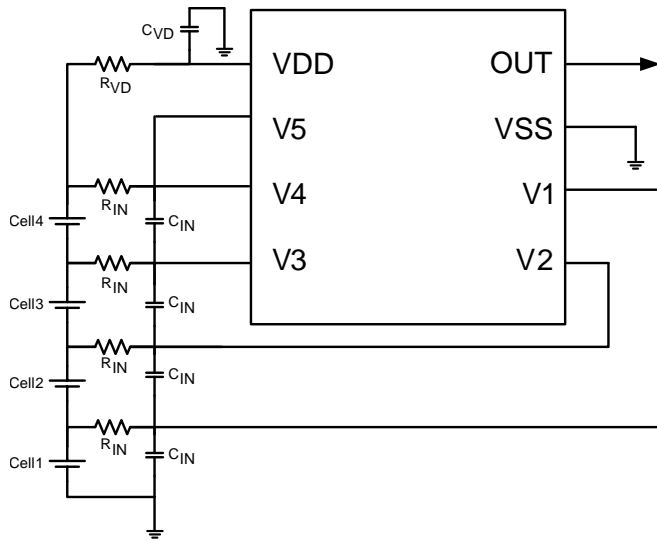 CVD
RVD
VDD
OUT
V5
VSS
RIN
V4
V1
Cell4
CIN
RIN
V3
V2
Cell3
CIN
RIN
Cell2
CIN
RIN
Cell1
CIN